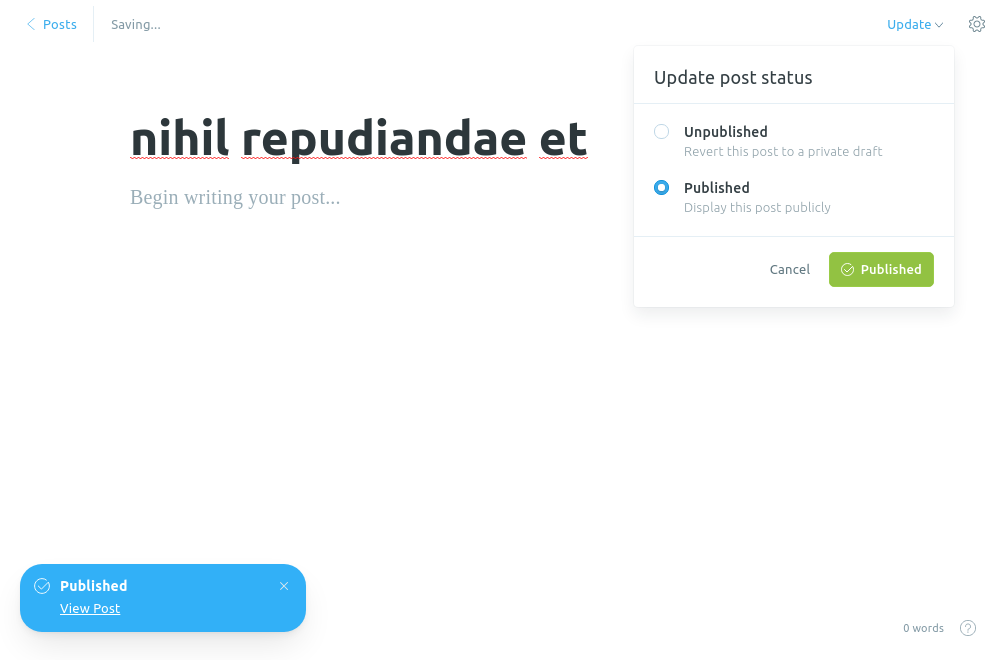 Posts
Saving...
Update
Update post status
Unpublished
Revert this post to a private draft
Published
Display this post publicly
Cancel
Published
nihil repudiandae et
Begin writing your post...
Published
View Post
0 words
?